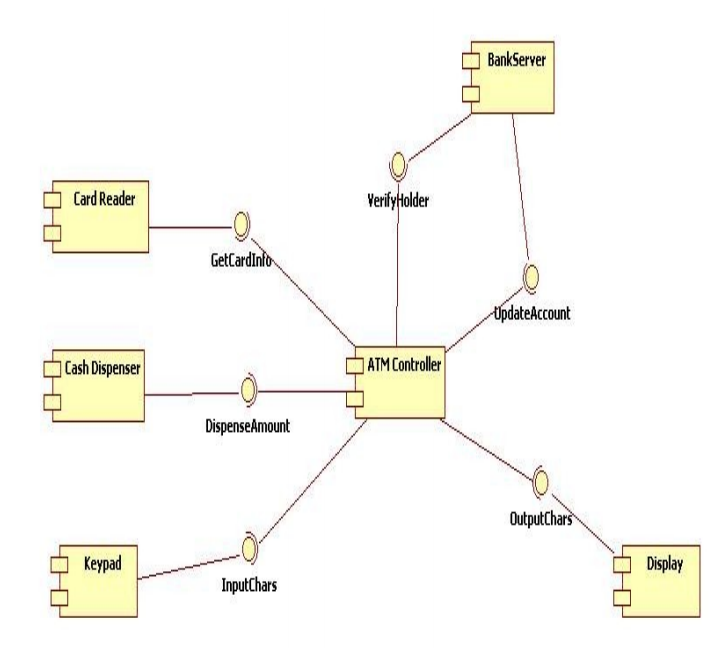 BankServer
Card Reader
VerifyHolder
GetCardInfo
UpdateAccount
Cash Dispenser
ATM Controller
DispenseAmount
OutputChars
Keypad
InputChars
Display